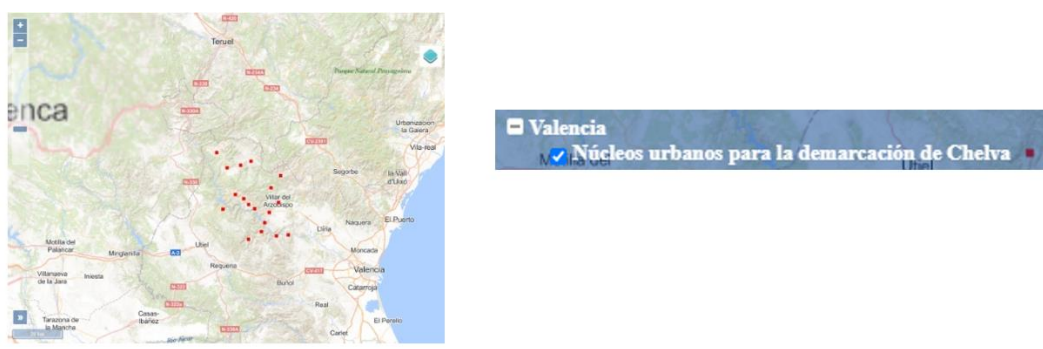 +
−
Teruel
Parque Natural Penyagolosa
enca
Urbanizacion
la Galera
Vila-real
Segorbe
la Vall
d'Uixó
Villar del
Arzobispo
Naquera
El Puerto
Llíria
Motilla del
Palancar
Minglanilla
A-3
Utiel
Moncada
Requena
Valencia
Villanueva
de la Jara
Iniesta
Buñol
Catarroja
Real
Tarazona de
la Mancha
Casas-
Ibáñez
El Perelló
Carlet
»
Valencia
Núcleos urbanos para la demarcación de Chelva